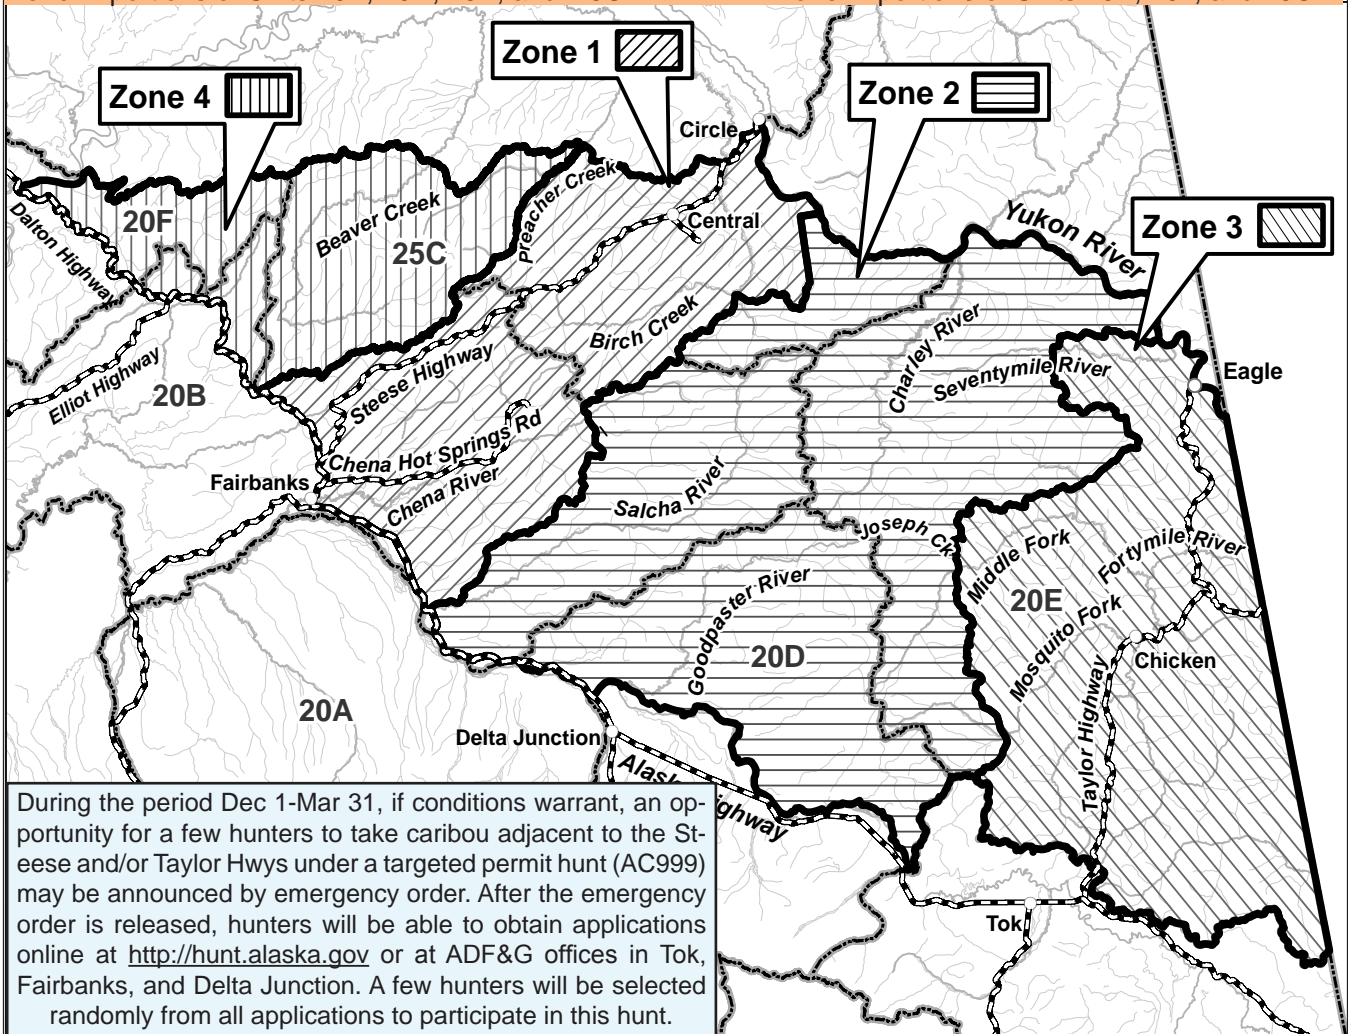 Zone 1
Zone 4
Zone 2
Circle
Zone 3
Yukon River
20F
Beaver Creek
25C
Preacher Creek
Central
Dalton Highway
Birch Creek
Charley River
Seventymile River
Eagle
Elliot Highway
20B
Steese Highway
Chena Hot Springs Rd
Chena River
Fairbanks
Salcha River
Joseph Ck
Middle Fork
Fortymile River
20E
Mosquito Fork
Goodpaster River
20D
Chicken
Taylor Highway
20A
Delta Junction
Tok
During the period Dec 1-Mar 31, if conditions warrant, an op-
portunity for a few hunters to take caribou adjacent to the St-
eese and/or Taylor Hwys under a targeted permit hunt (AC999)
may be announced by emergency order. After the emergency
order is released, hunters will be able to obtain applications
online at http://hunt.alaska.gov or at ADF&G offices in Tok,
Fairbanks, and Delta Junction. A few hunters will be selected
randomly from all applications to participate in this hunt.